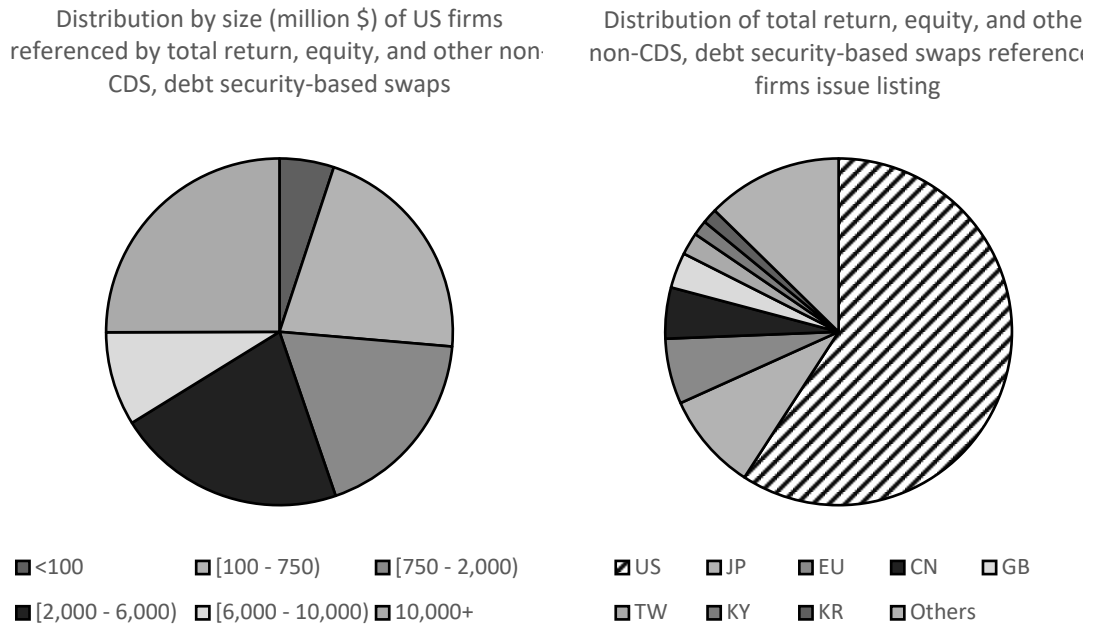 Distribution by size (million $) of US firms
referenced by total return, equity, and other non-
CDS, debt security-based swaps
Distribution of total return, equity, and othe
non-CDS, debt security-based swaps reference
firms issue listing
<100 [100 - 750) [750 - 2,000)
[2,000 - 6,000) [6,000 - 10,000) 10,000+
US JP EU CN GB
TW KY KR Others